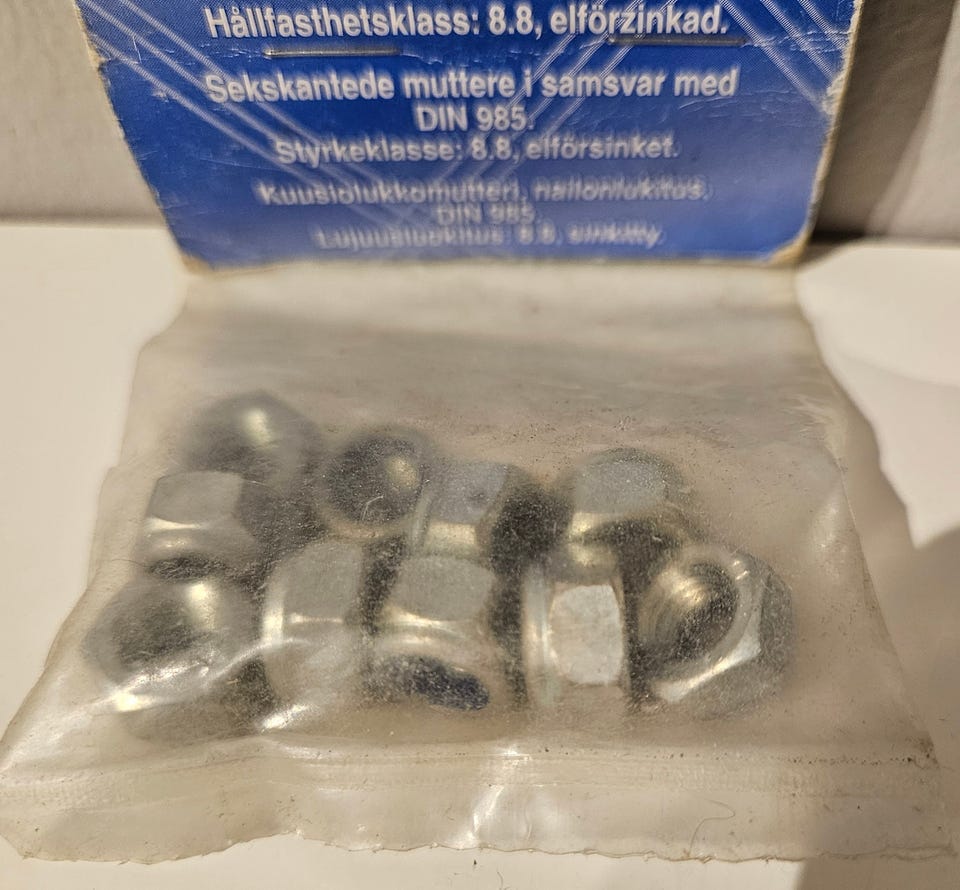 Hållfasthetsklass: 8.8, elförzinkad.
Sekskantede muttere i samsvar med
DIN 985.
Styrkeklasse: 8.8, elförsinket.
Kuusiolukkomutteri, nailonlukitus,
DIN 985.
Lujuusluokitus: 8.8, sinkitty.